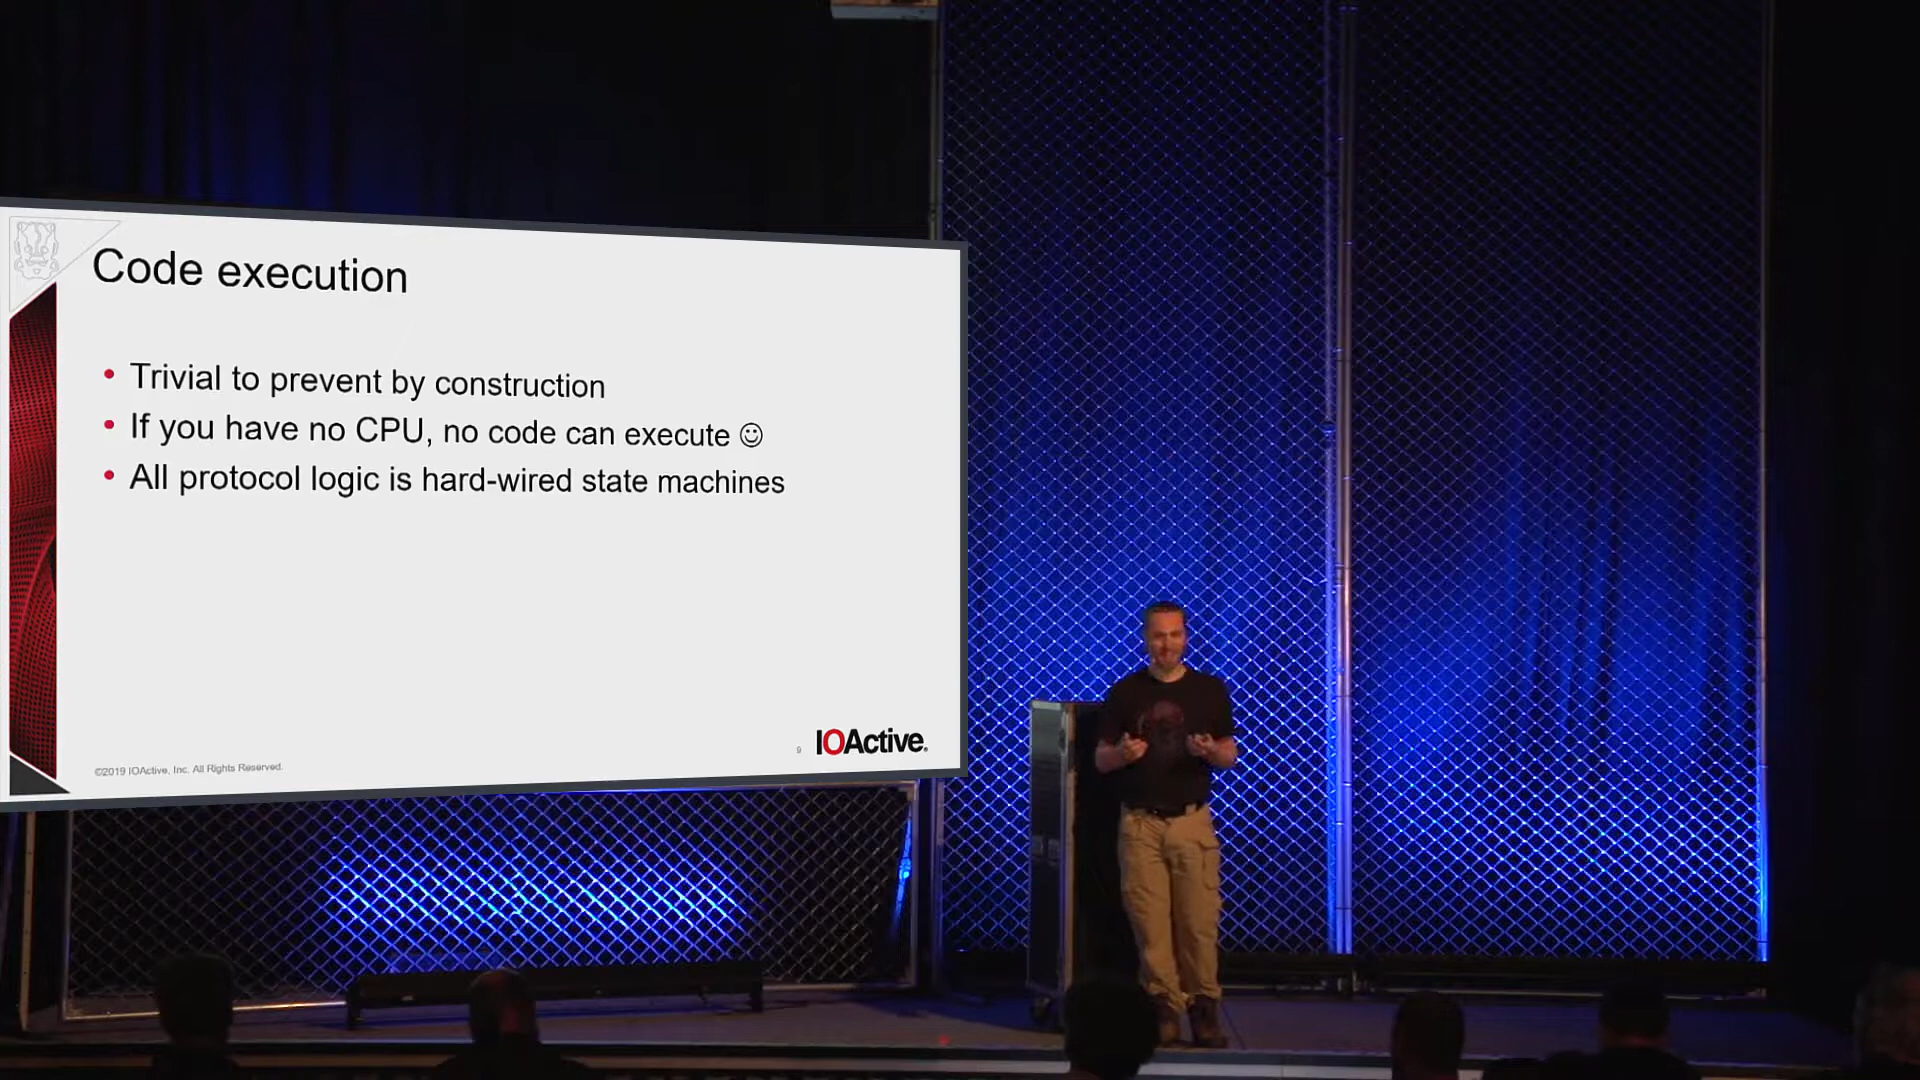 Code execution
• Trivial to prevent by construction
• If you have no CPU, no code can execute ☺
• All protocol logic is hard-wired state machines
©2019 IOActive, Inc. All Rights Reserved.
9
IOActive.